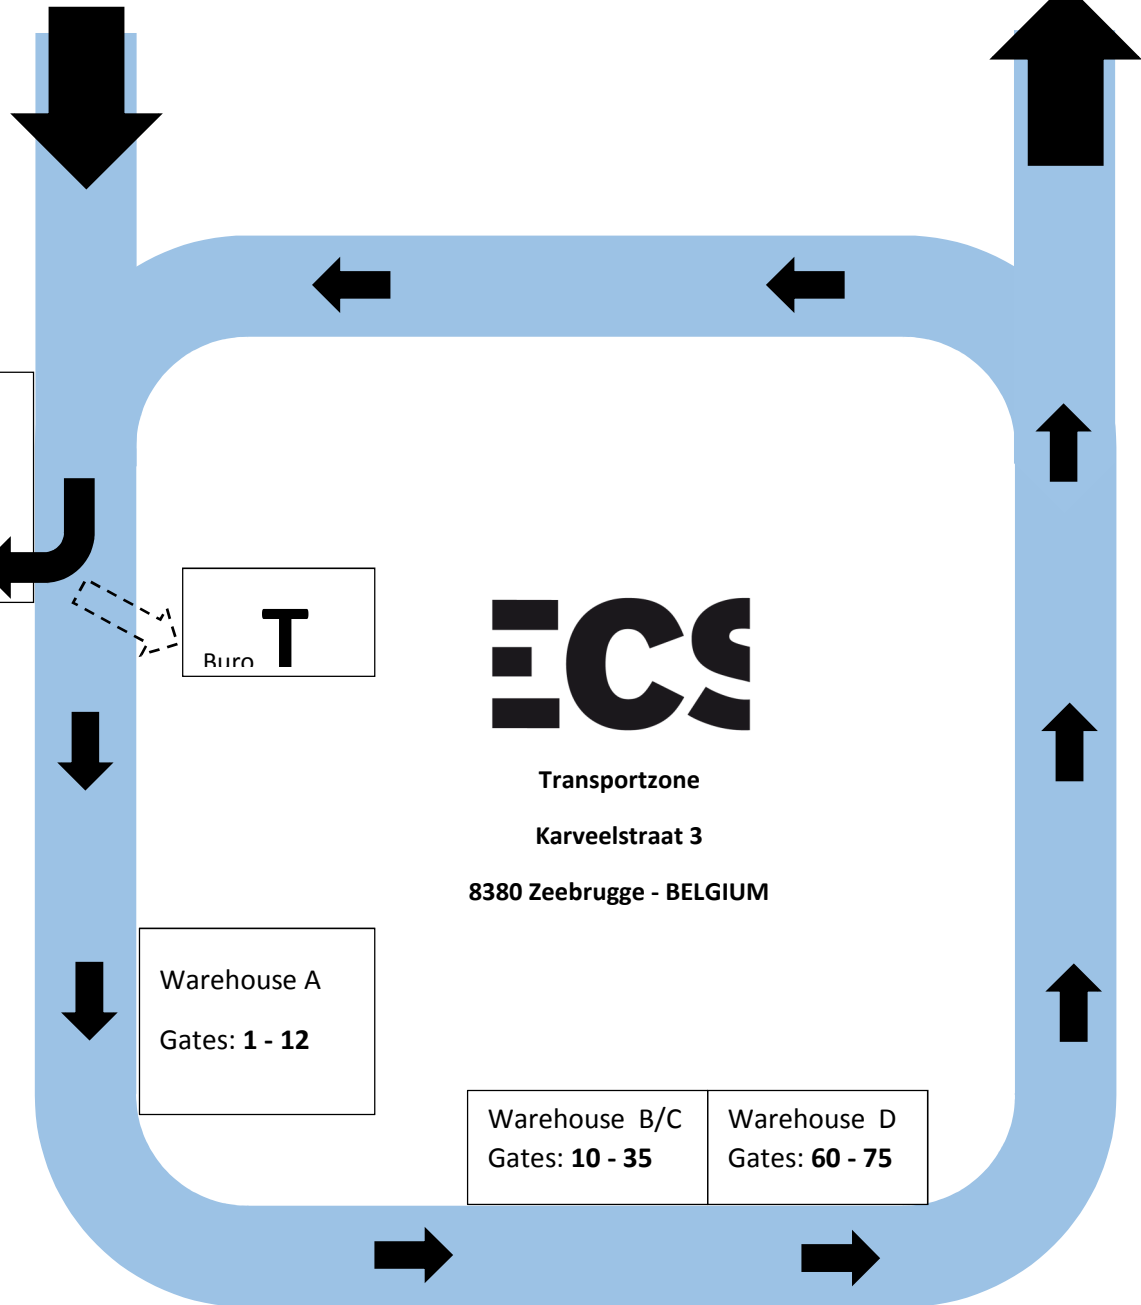 Buro T
ECS
Transportzone
Karveelstraat 3
8380 Zeebrugge - BELGIUM
Warehouse A
Gates: 1 - 12
Warehouse B/C
Gates: 10 - 35
Warehouse D
Gates: 60 - 75